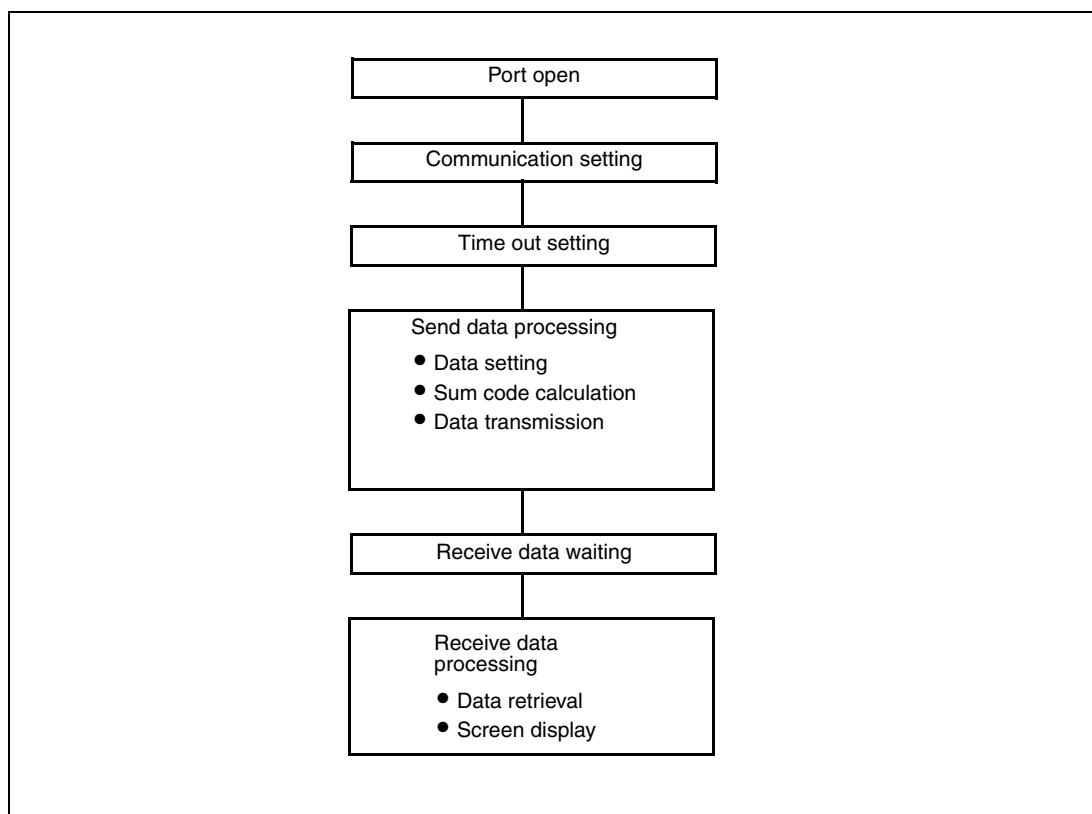 Port open
Communication setting
Time out setting
Send data processing
● Data setting
● Sum code calculation
● Data transmission
Receive data waiting
Receive data
processing
● Data retrieval
● Screen display